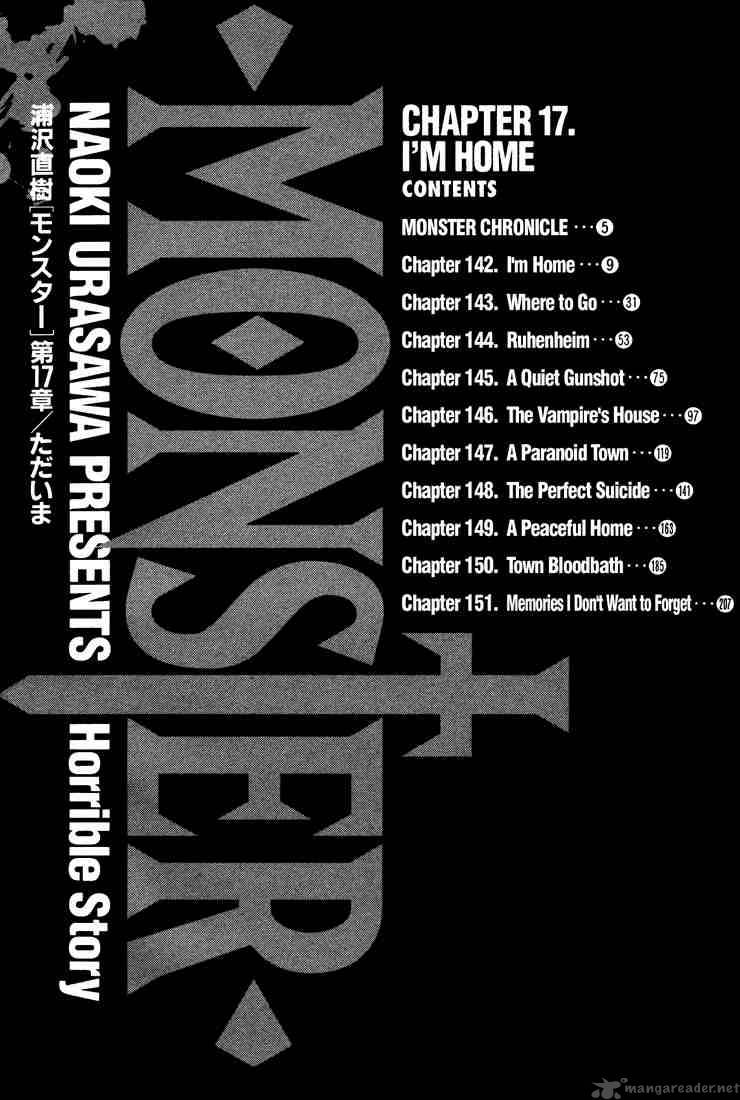 CHAPTER 17.
I'M HOME
CONTENTS
MONSTER CHRONICLE ··· 5
Chapter 142. I'm Home ··· 9
Chapter 143. Where to Go ··· 31
Chapter 144. Ruhenheim ··· 53
Chapter 145. A Quiet Gunshot ··· 75
Chapter 146. The Vampire's House ··· 97
Chapter 147. A Paranoid Town ··· 119
Chapter 148. The Perfect Suicide ··· 141
Chapter 149. A Peaceful Home ··· 163
Chapter 150. Town Bloodbath ··· 185
Chapter 151. Memories I Don't Want to Forget ··· 207
MONSTER
NAOKI URASAWA PRESENTS Horrible Story
浦沢直樹[モンスター]第17章/ただいま
mangareader.net